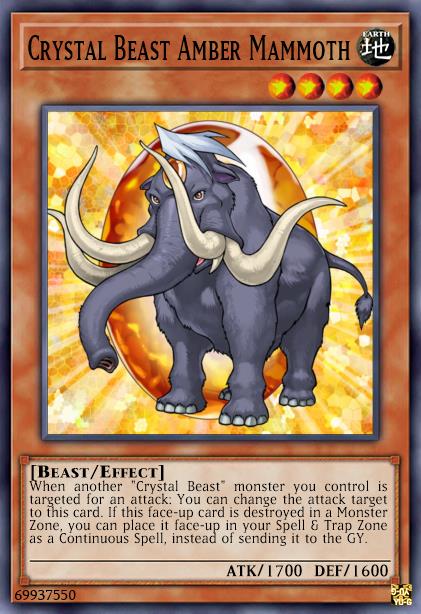 CRYSTAL BEAST AMBER MAMMOTH
EARTH
地
[BEAST/EFFECT]
When another "Crystal Beast" monster you control is
targeted for an attack: You can change the attack target
to this card. If this face-up card is destroyed in a Monster
Zone, you can place it face-up in your Spell & Trap Zone
as a Continuous Spell, instead of sending it to the GY.
ATK/1700 DEF/1600
69937550